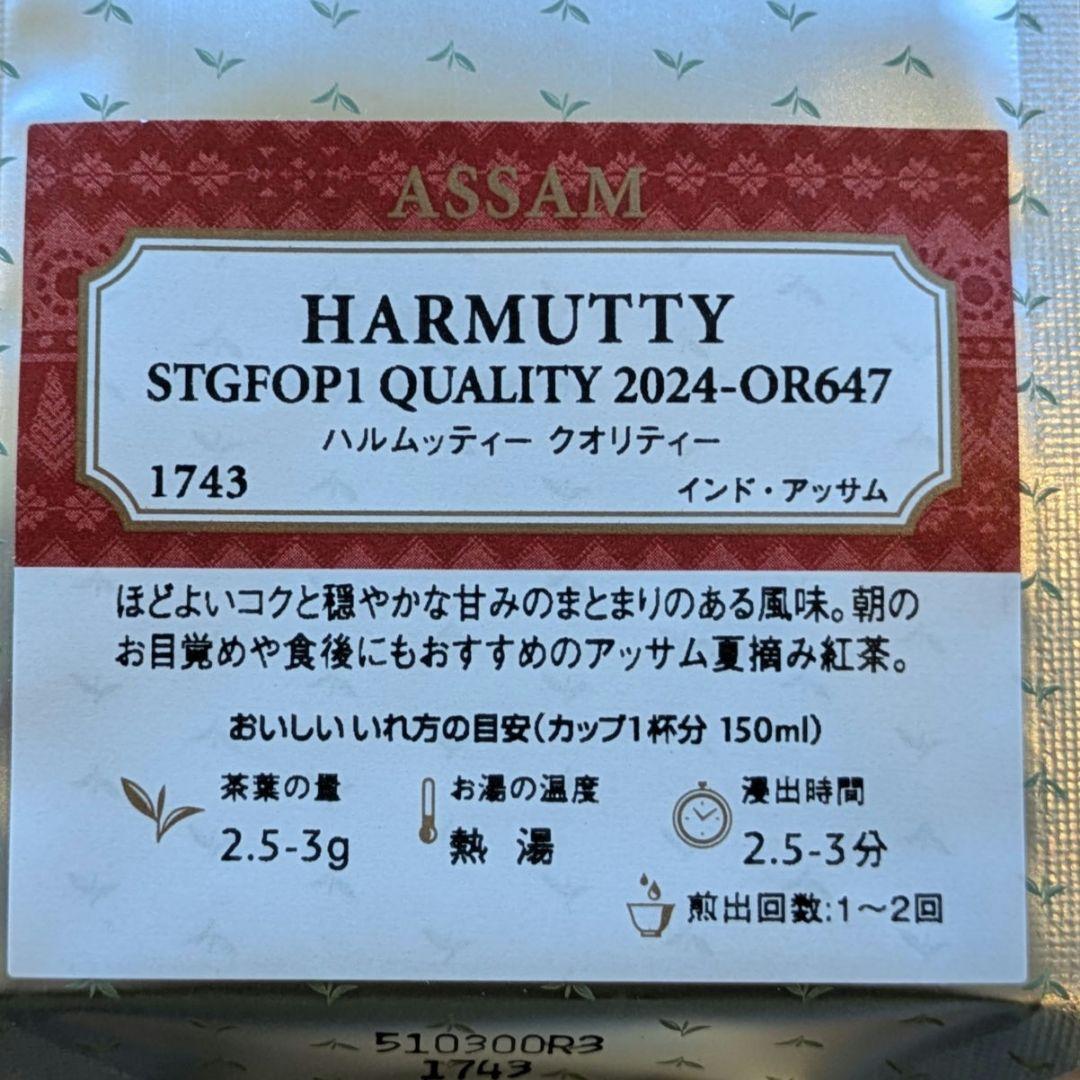 ASSAM
HARMUTTY
STGFOP1 QUALITY 2024-OR647
ハルムッティー クオリティー
1743
インド・アッサム
ほどよいコクと穏やかな甘みのまとまりのある風味。朝の
お目覚めや食後にもおすすめのアッサム夏摘み紅茶。
おいしいいれ方の目安(カップ1杯分 150ml)
茶葉の量
2.5-3g
お湯の温度
熱 湯
浸出時間
2.5-3分
煎出回数:1～2回
510300R3
1743